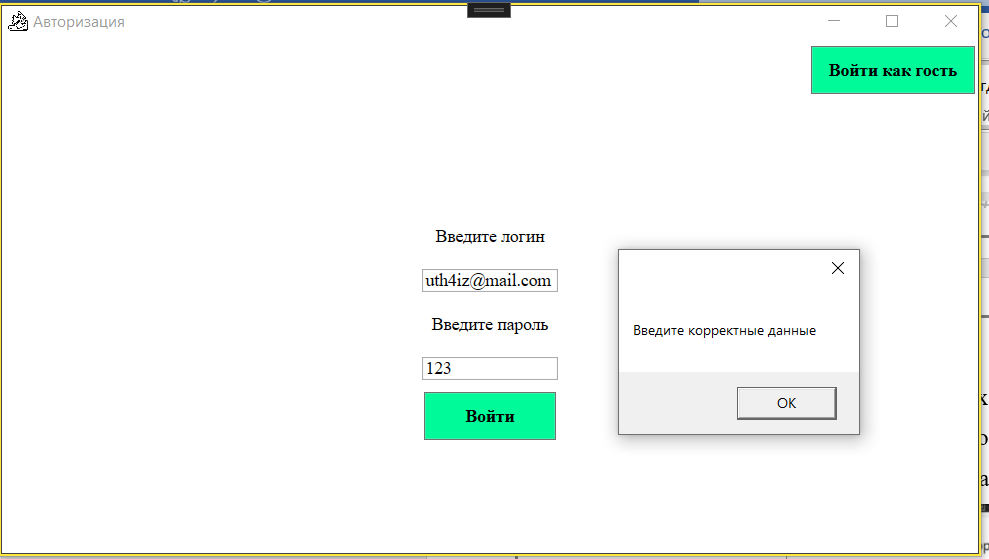 Авторизация
Войти как гость
Введите логин
uth4iz@mail.com
Введите пароль
123
Войти
Введите корректные данные
OK